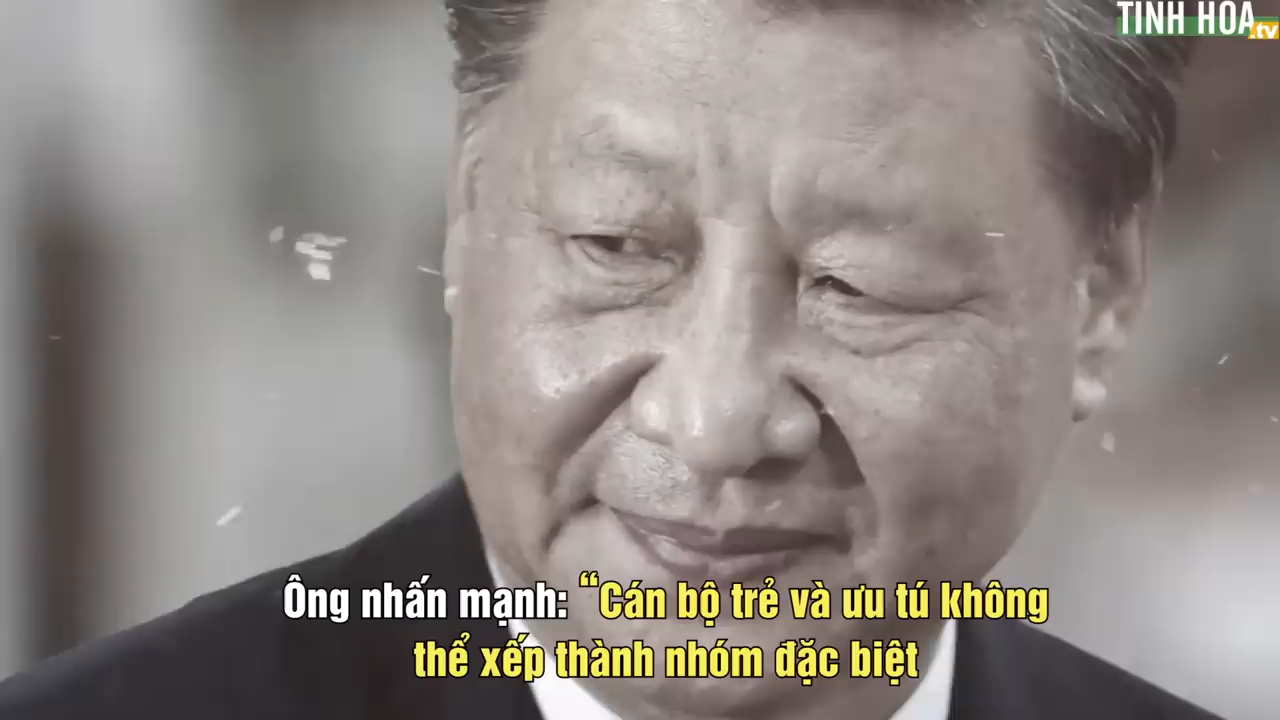 TINH HOA
.tv
Ông nhấn mạnh: “Cán bộ trẻ và ưu tú không
thể xếp thành nhóm đặc biệt